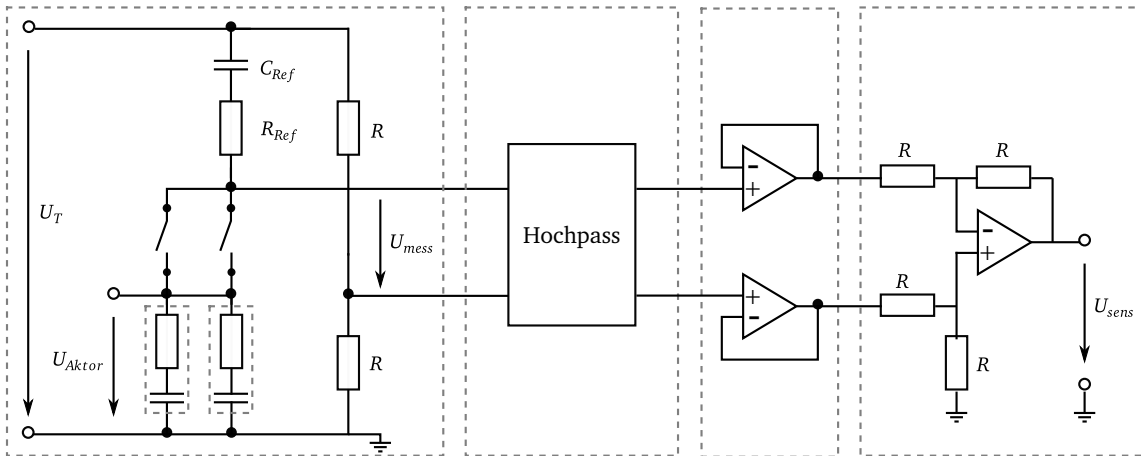 C_Ref
R_Ref
R
U_T
U_mess
U_Aktor
R
Hochpass
-
+
+
-
R
R
-
+
R
R
U_sens